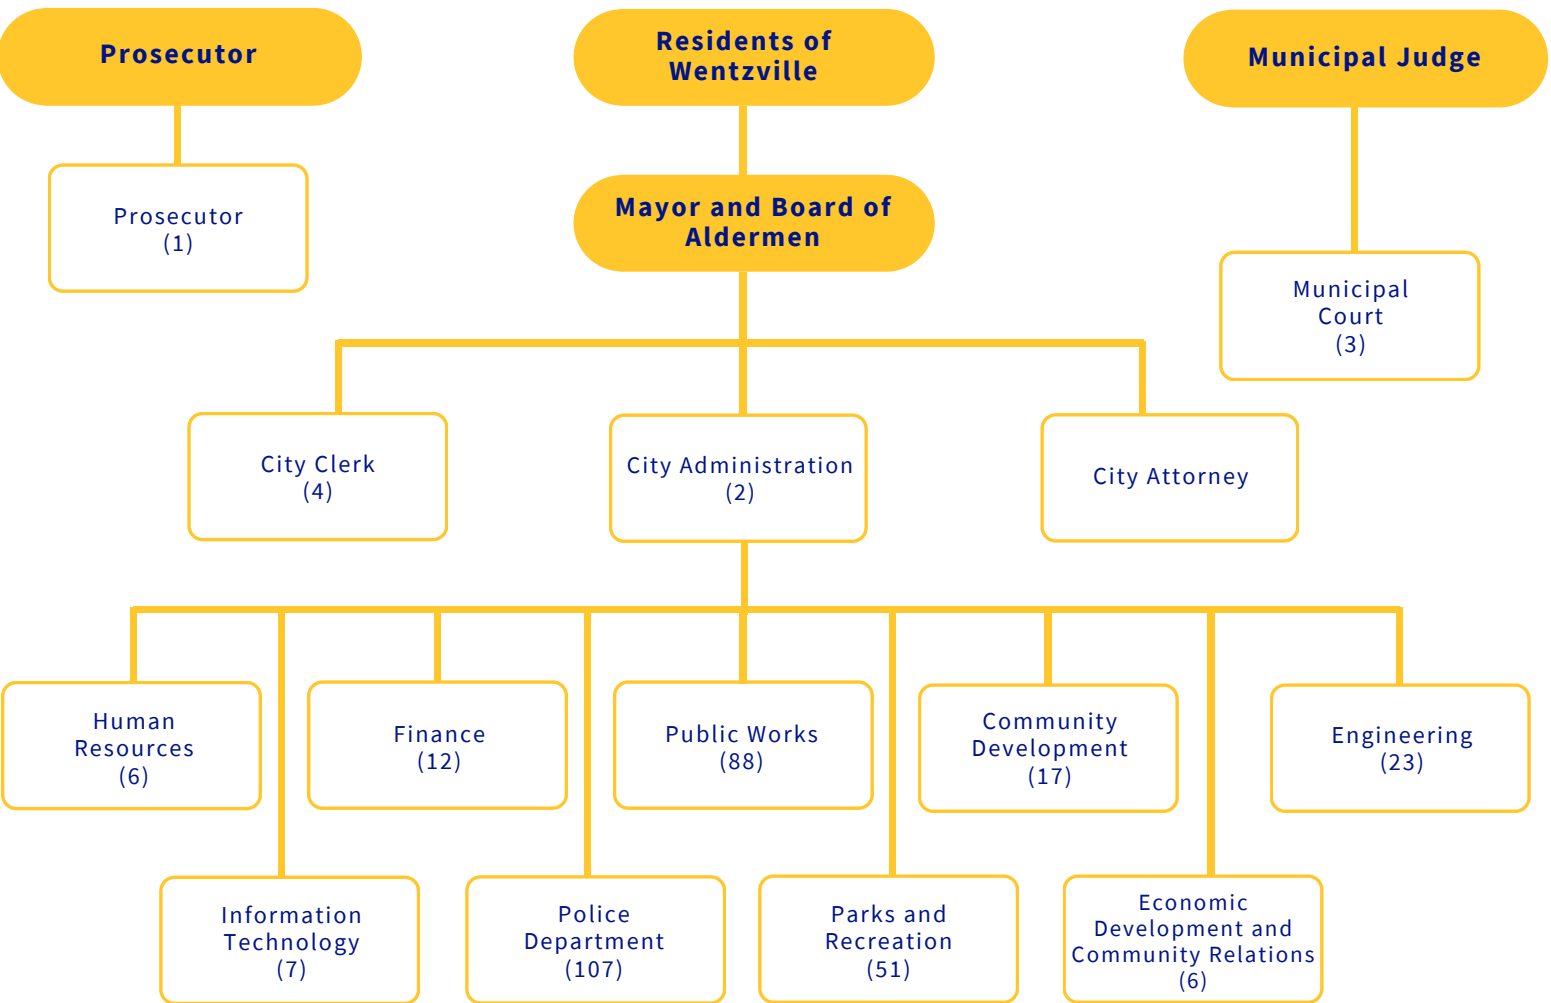 Prosecutor
Residents of
Wentzville
Municipal Judge
Prosecutor
(1)
Mayor and Board of
Aldermen
Municipal
Court
(3)
City Clerk
(4)
City Administration
(2)
City Attorney
Human
Resources
(6)
Finance
(12)
Public Works
(88)
Community
Development
(17)
Engineering
(23)
Information
Technology
(7)
Police
Department
(107)
Parks and
Recreation
(51)
Economic
Development and
Community Relations
(6)